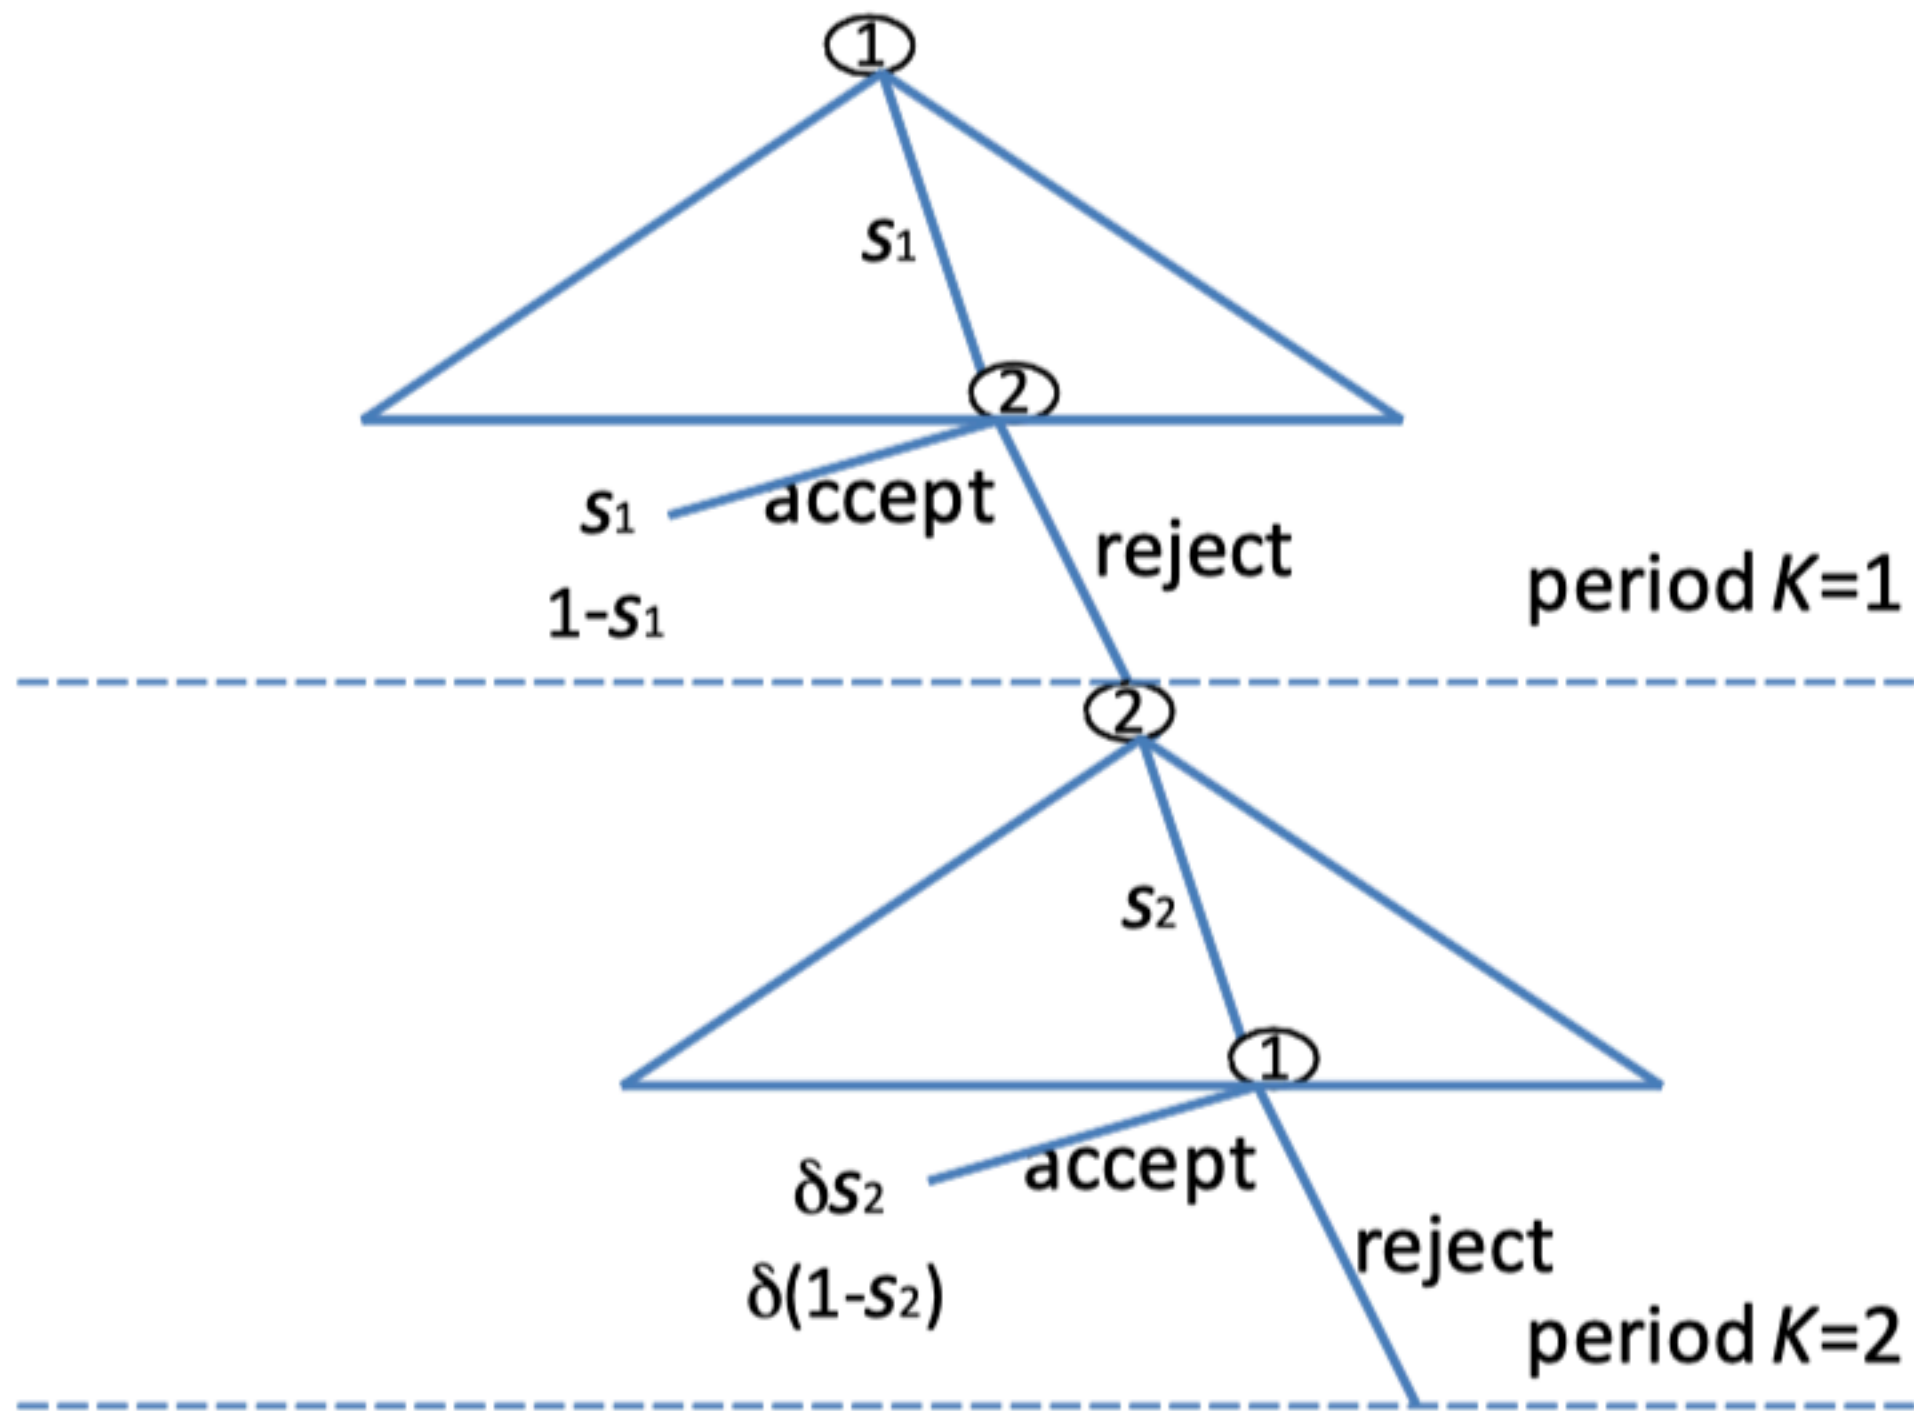 1
s1
2
accept
s1
reject
1-s1
period K=1
2
s2
1
accept
δs2
reject
δ(1-s2)
period K=2